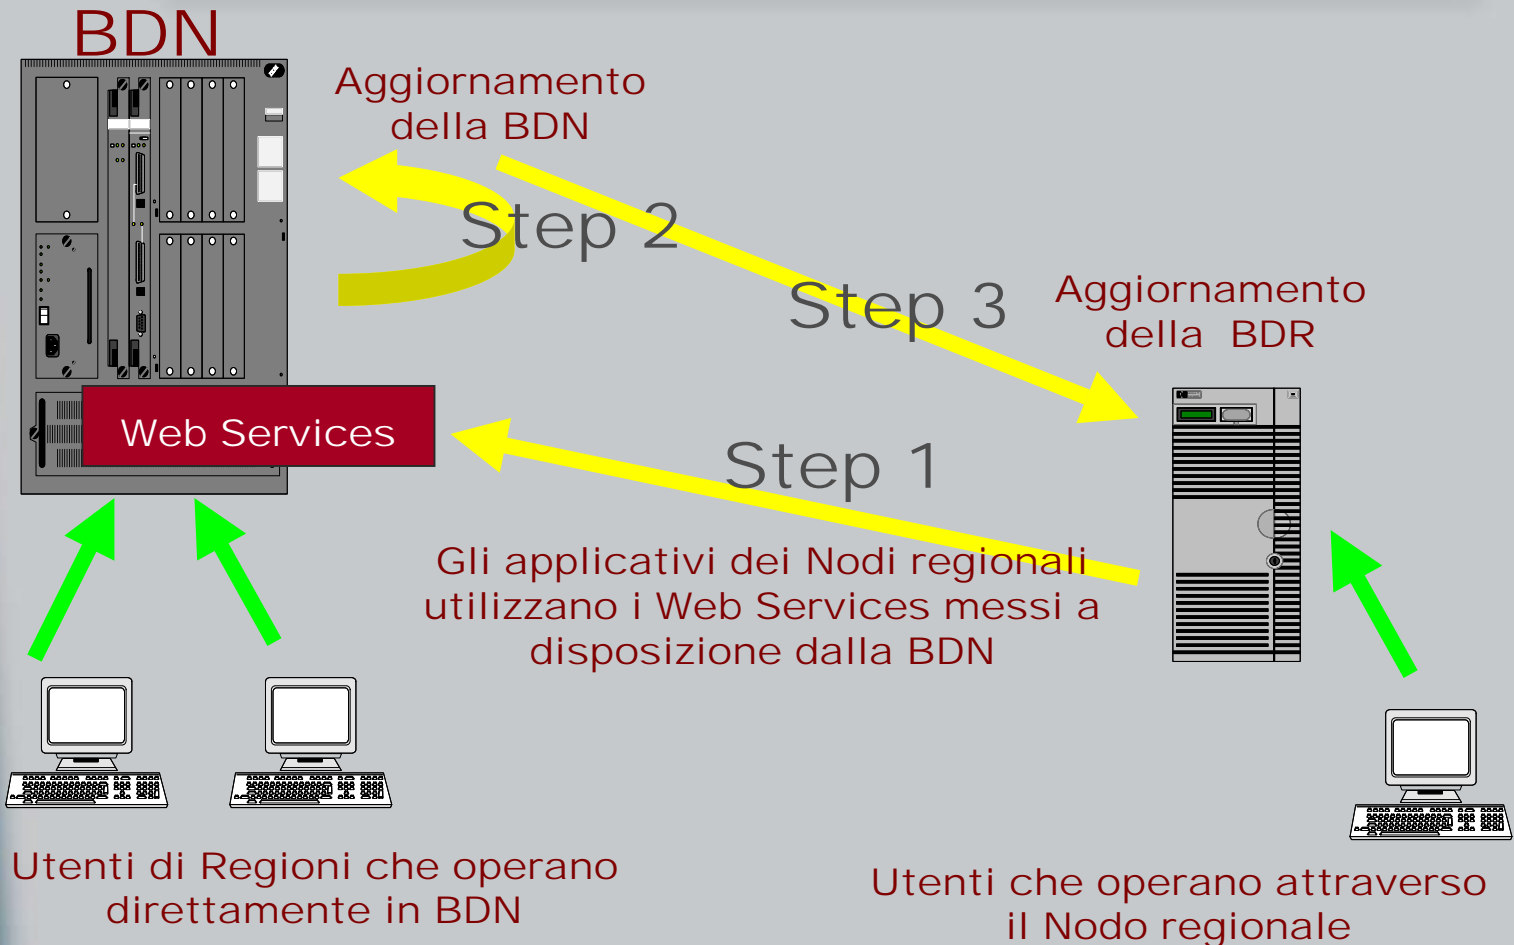 BDN
Aggiornamento
della BDN
Step 2
Step 3
Aggiornamento
della BDR
Web Services
Step 1
Gli applicativi dei Nodi regionali
utilizzano i Web Services messi a
disposizione dalla BDN
Utenti di Regioni che operano
direttamente in BDN
Utenti che operano attraverso
il Nodo regionale